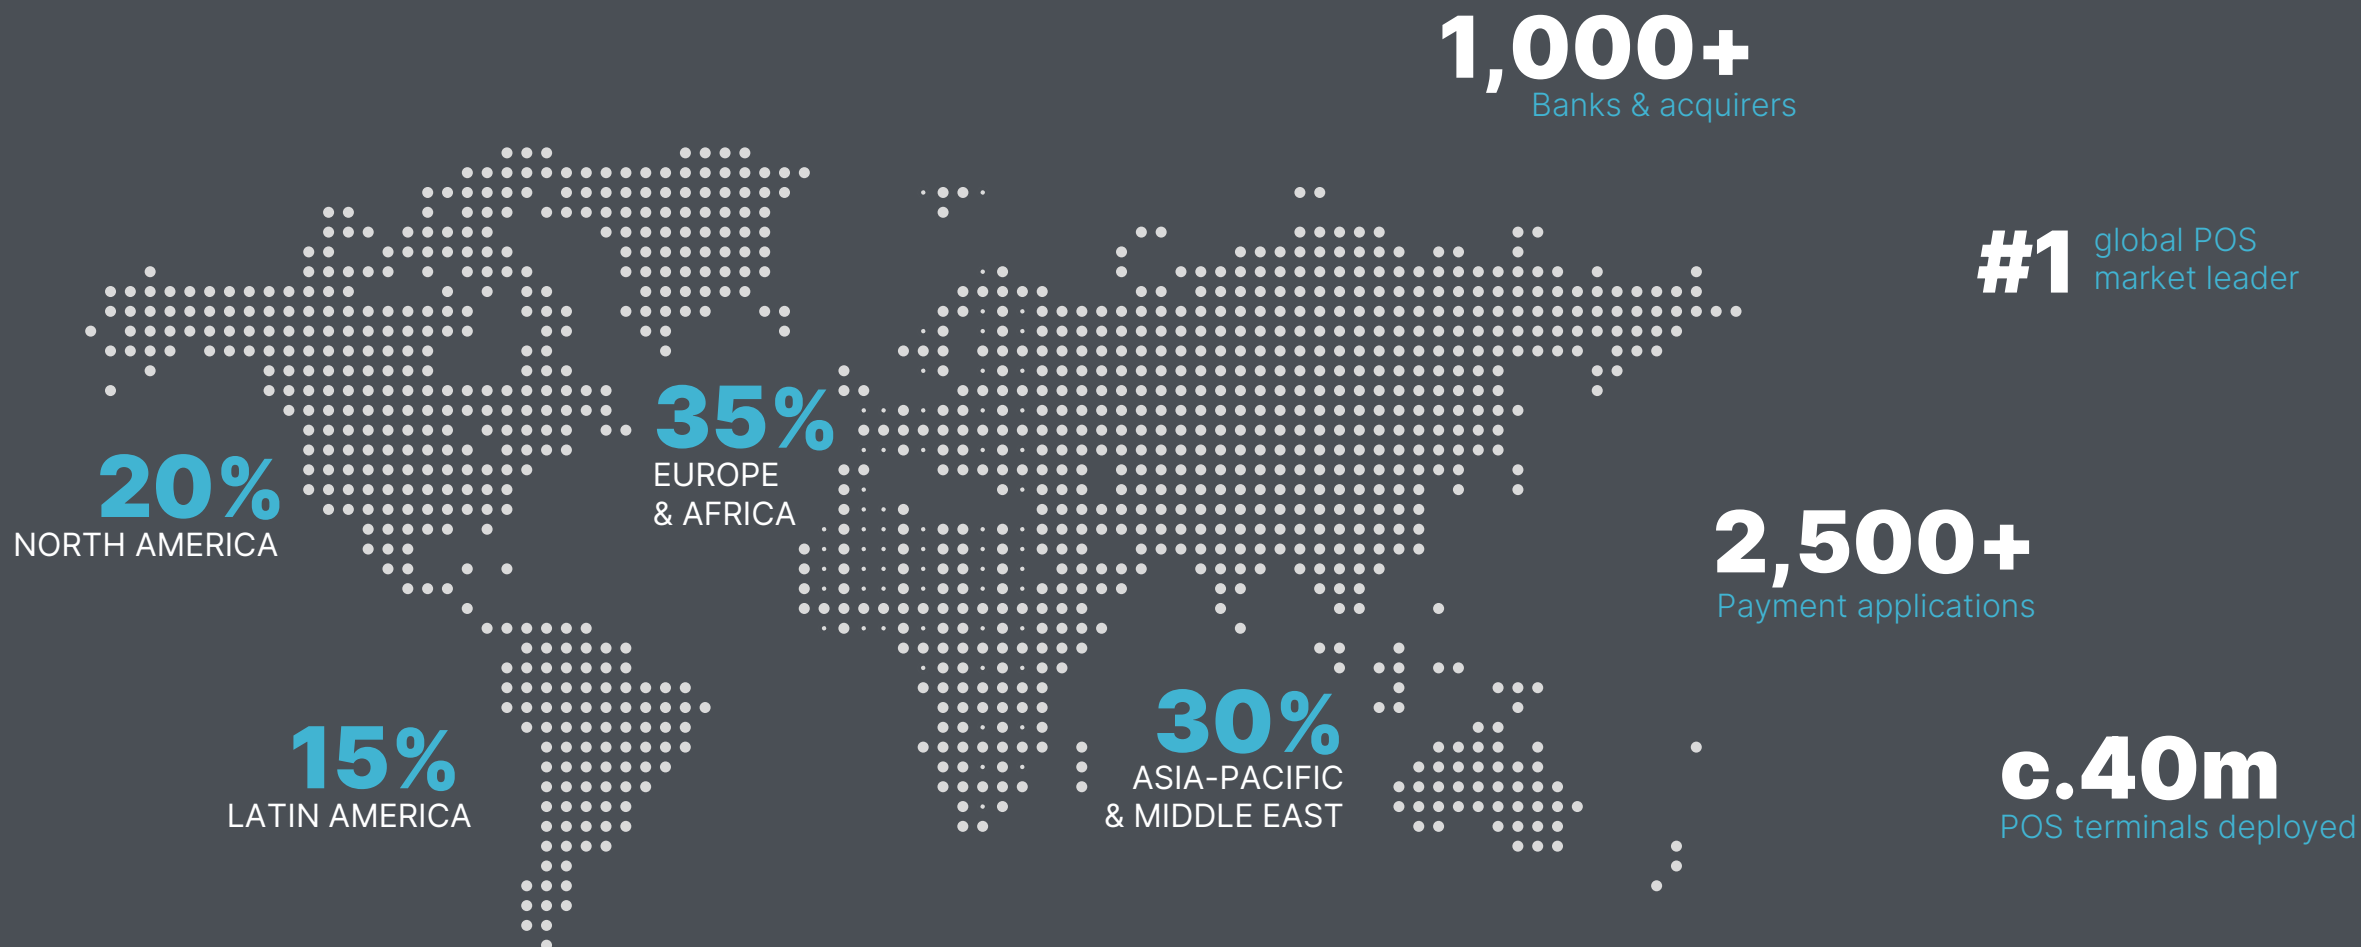 1,000+
Banks & acquirers
#1
global POS
market leader
35%
EUROPE
& AFRICA
20%
NORTH AMERICA
2,500+
Payment applications
30%
ASIA-PACIFIC
& MIDDLE EAST
15%
LATIN AMERICA
c.40m
POS terminals deployed